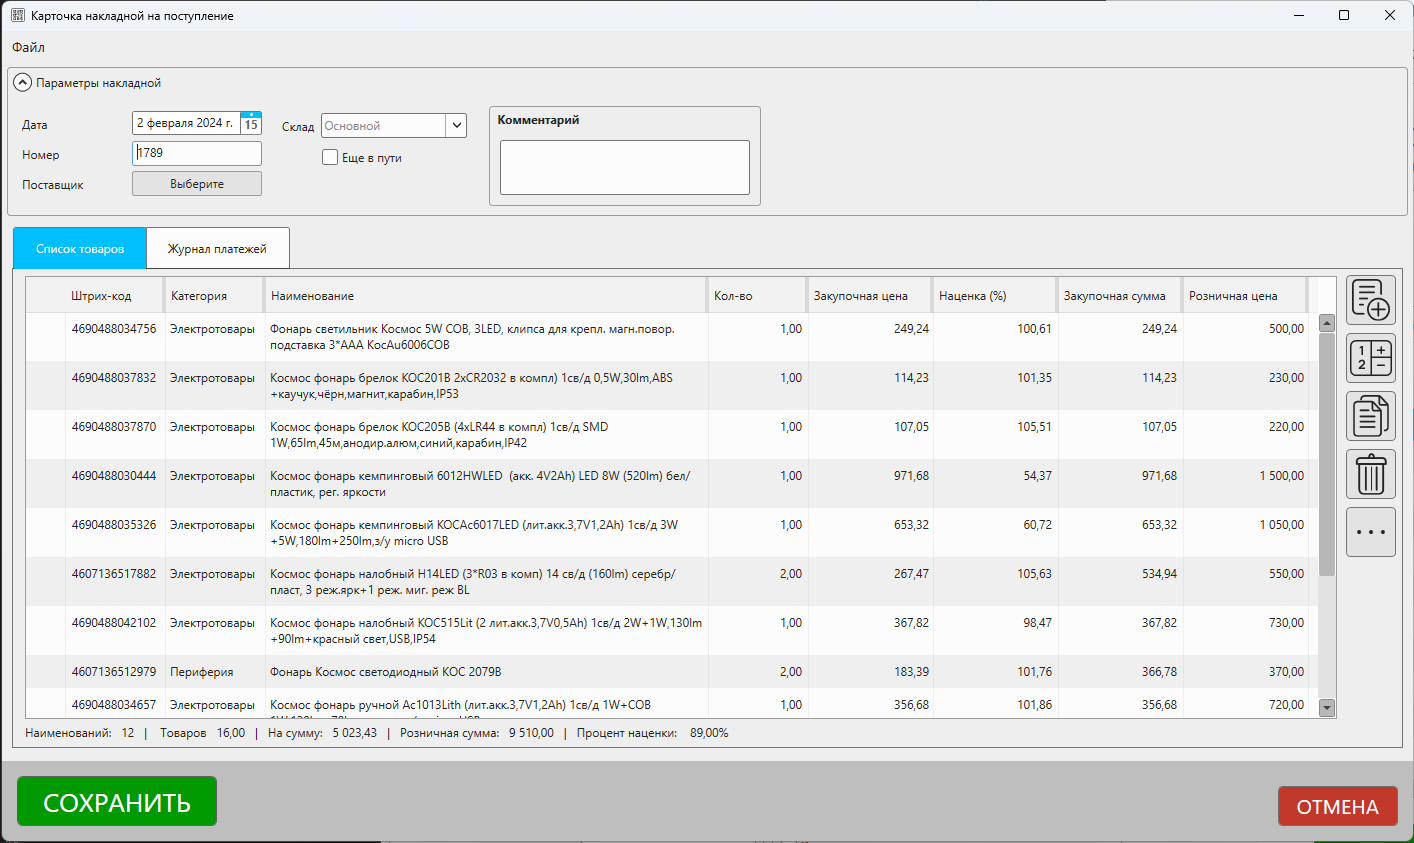 Карточка накладной на поступление
Файл
Параметры накладной
Дата
2 февраля 2024 г.
15
Склад
Основной
Номер
1789
Еще в пути
Поставщик
Выберите
Комментарий
Список товаров
Журнал платежей
Штрих-код Категория Наименование Кол-во Закупочная цена Наценка (%) Закупочная сумма Розничная цена
4690488034756 Электротовары Фонарь светильник Космос 5W COB, 3LED, клипса для крепл. магн.повор. 1,00 249,24 100,61 249,24 500,00
подставка 3*AAA KocAu6006COB
4690488037832 Электротовары Космос фонарь брелок КОС201B 2xCR2032 в компл) 1св/д 0,5W,30lm,ABS 1,00 114,23 101,35 114,23 230,00
+каучук,чёрн,магнит,карабин,IP53
4690488037870 Электротовары Космос фонарь брелок КОС205B (4xLR44 в компл) 1св/д SMD 1,00 107,05 105,51 107,05 220,00
1W,65lm,45м,анодир.алюм,синий,карабин,IP42
4690488030444 Электротовары Космос фонарь кемпинговый 6012HWLED (акк. 4V2Ah) LED 8W (520lm) бел/ 1,00 971,68 54,37 971,68 1 500,00
пластик, рег. яркости
4690488035326 Электротовары Космос фонарь кемпинговый KOCAc6017LED (лит.акк.3,7V1,2Ah) 1св/д 3W 1,00 653,32 60,72 653,32 1 050,00
+5W,180lm+250lm,з/у micro USB
4607136517882 Электротовары Космос фонарь налобный H14LED (3*R03 в комп) 14 св/д (160lm) серебр/ 2,00 267,47 105,63 534,94 550,00
пласт, 3 реж.ярк+1 реж. миг. реж BL
4690488042102 Электротовары Космос фонарь налобный KOC515Lit (2 лит.акк.3,7V0,5Ah) 1св/д 2W+1W,130lm 1,00 367,82 98,47 367,82 730,00
+90lm+красный свет,USB,IP54
4607136512979 Периферия Фонарь Космос светодиодный КОС 2079B 2,00 183,39 101,76 366,78 370,00
4690488034657 Электротовары Космос фонарь ручной Ac1013Lith (лит.акк.3,7V1,2Ah) 1св/д 1W+COB 1,00 356,68 101,86 356,68 720,00
1 +
2 −
Наименований: 12 | Товаров 16,00 | На сумму: 5 023,43 | Розничная сумма: 9 510,00 | Процент наценки: 89,00%
СОХРАНИТЬ
ОТМЕНА